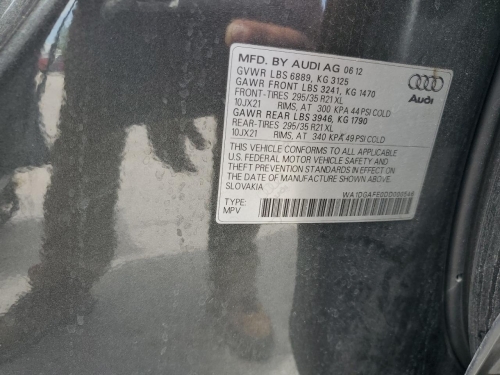 MFD. BY AUDI AG 06 12
GVWR LBS 6889, KG 3125
GAWR FRONT LBS 3241, KG 1470
FRONT-TIRES 295/35 R21 XL
10JX21 RIMS, AT 300 KPA 44 PSI COLD
GAWR REAR LBS 3946, KG 1790
REAR-TIRES 295/35 R21 XL
10JX21 RIMS, AT 340 KPA 49 PSI COLD
Audi
THIS VEHICLE CONFORMS TO ALL APPLICABLE
U.S. FEDERAL MOTOR VEHICLE SAFETY AND
THEFT PREVENTION STANDARDS IN EFFECT ON
THE DATE OF MANUFACTURE SHOWN ABOVE.
SLOVAKIA
TYPE:
MPV